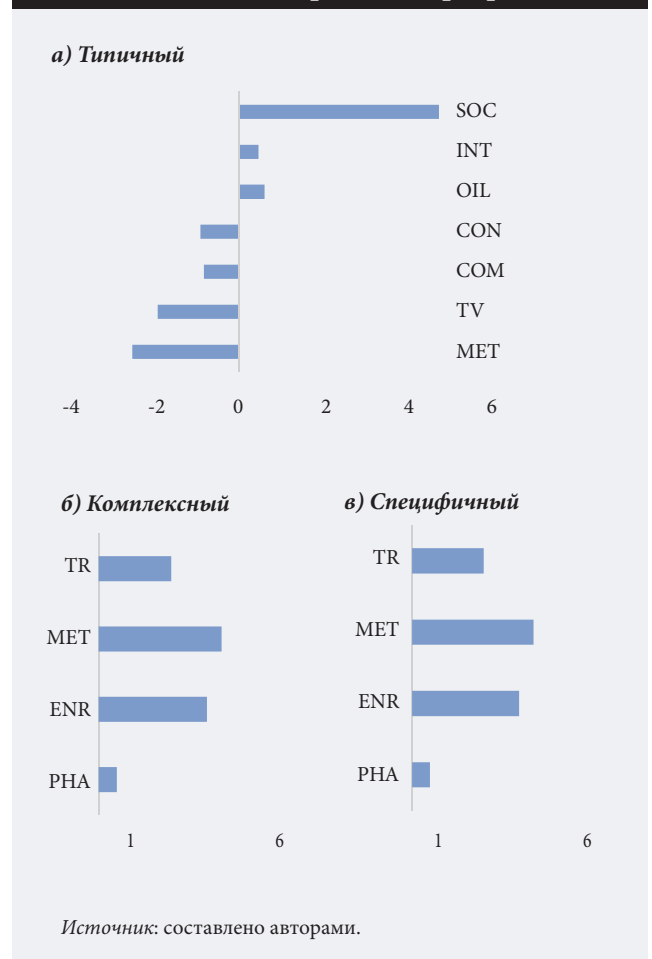 а) Типичный
SOC
INT
OIL
CON
COM
TV
MET
-4 -2 0 2 4 6
б) Комплексный
TR
MET
ENR
PHA
1 6
в) Специфичный
TR
MET
ENR
PHA
1 6
Источник: составлено авторами.